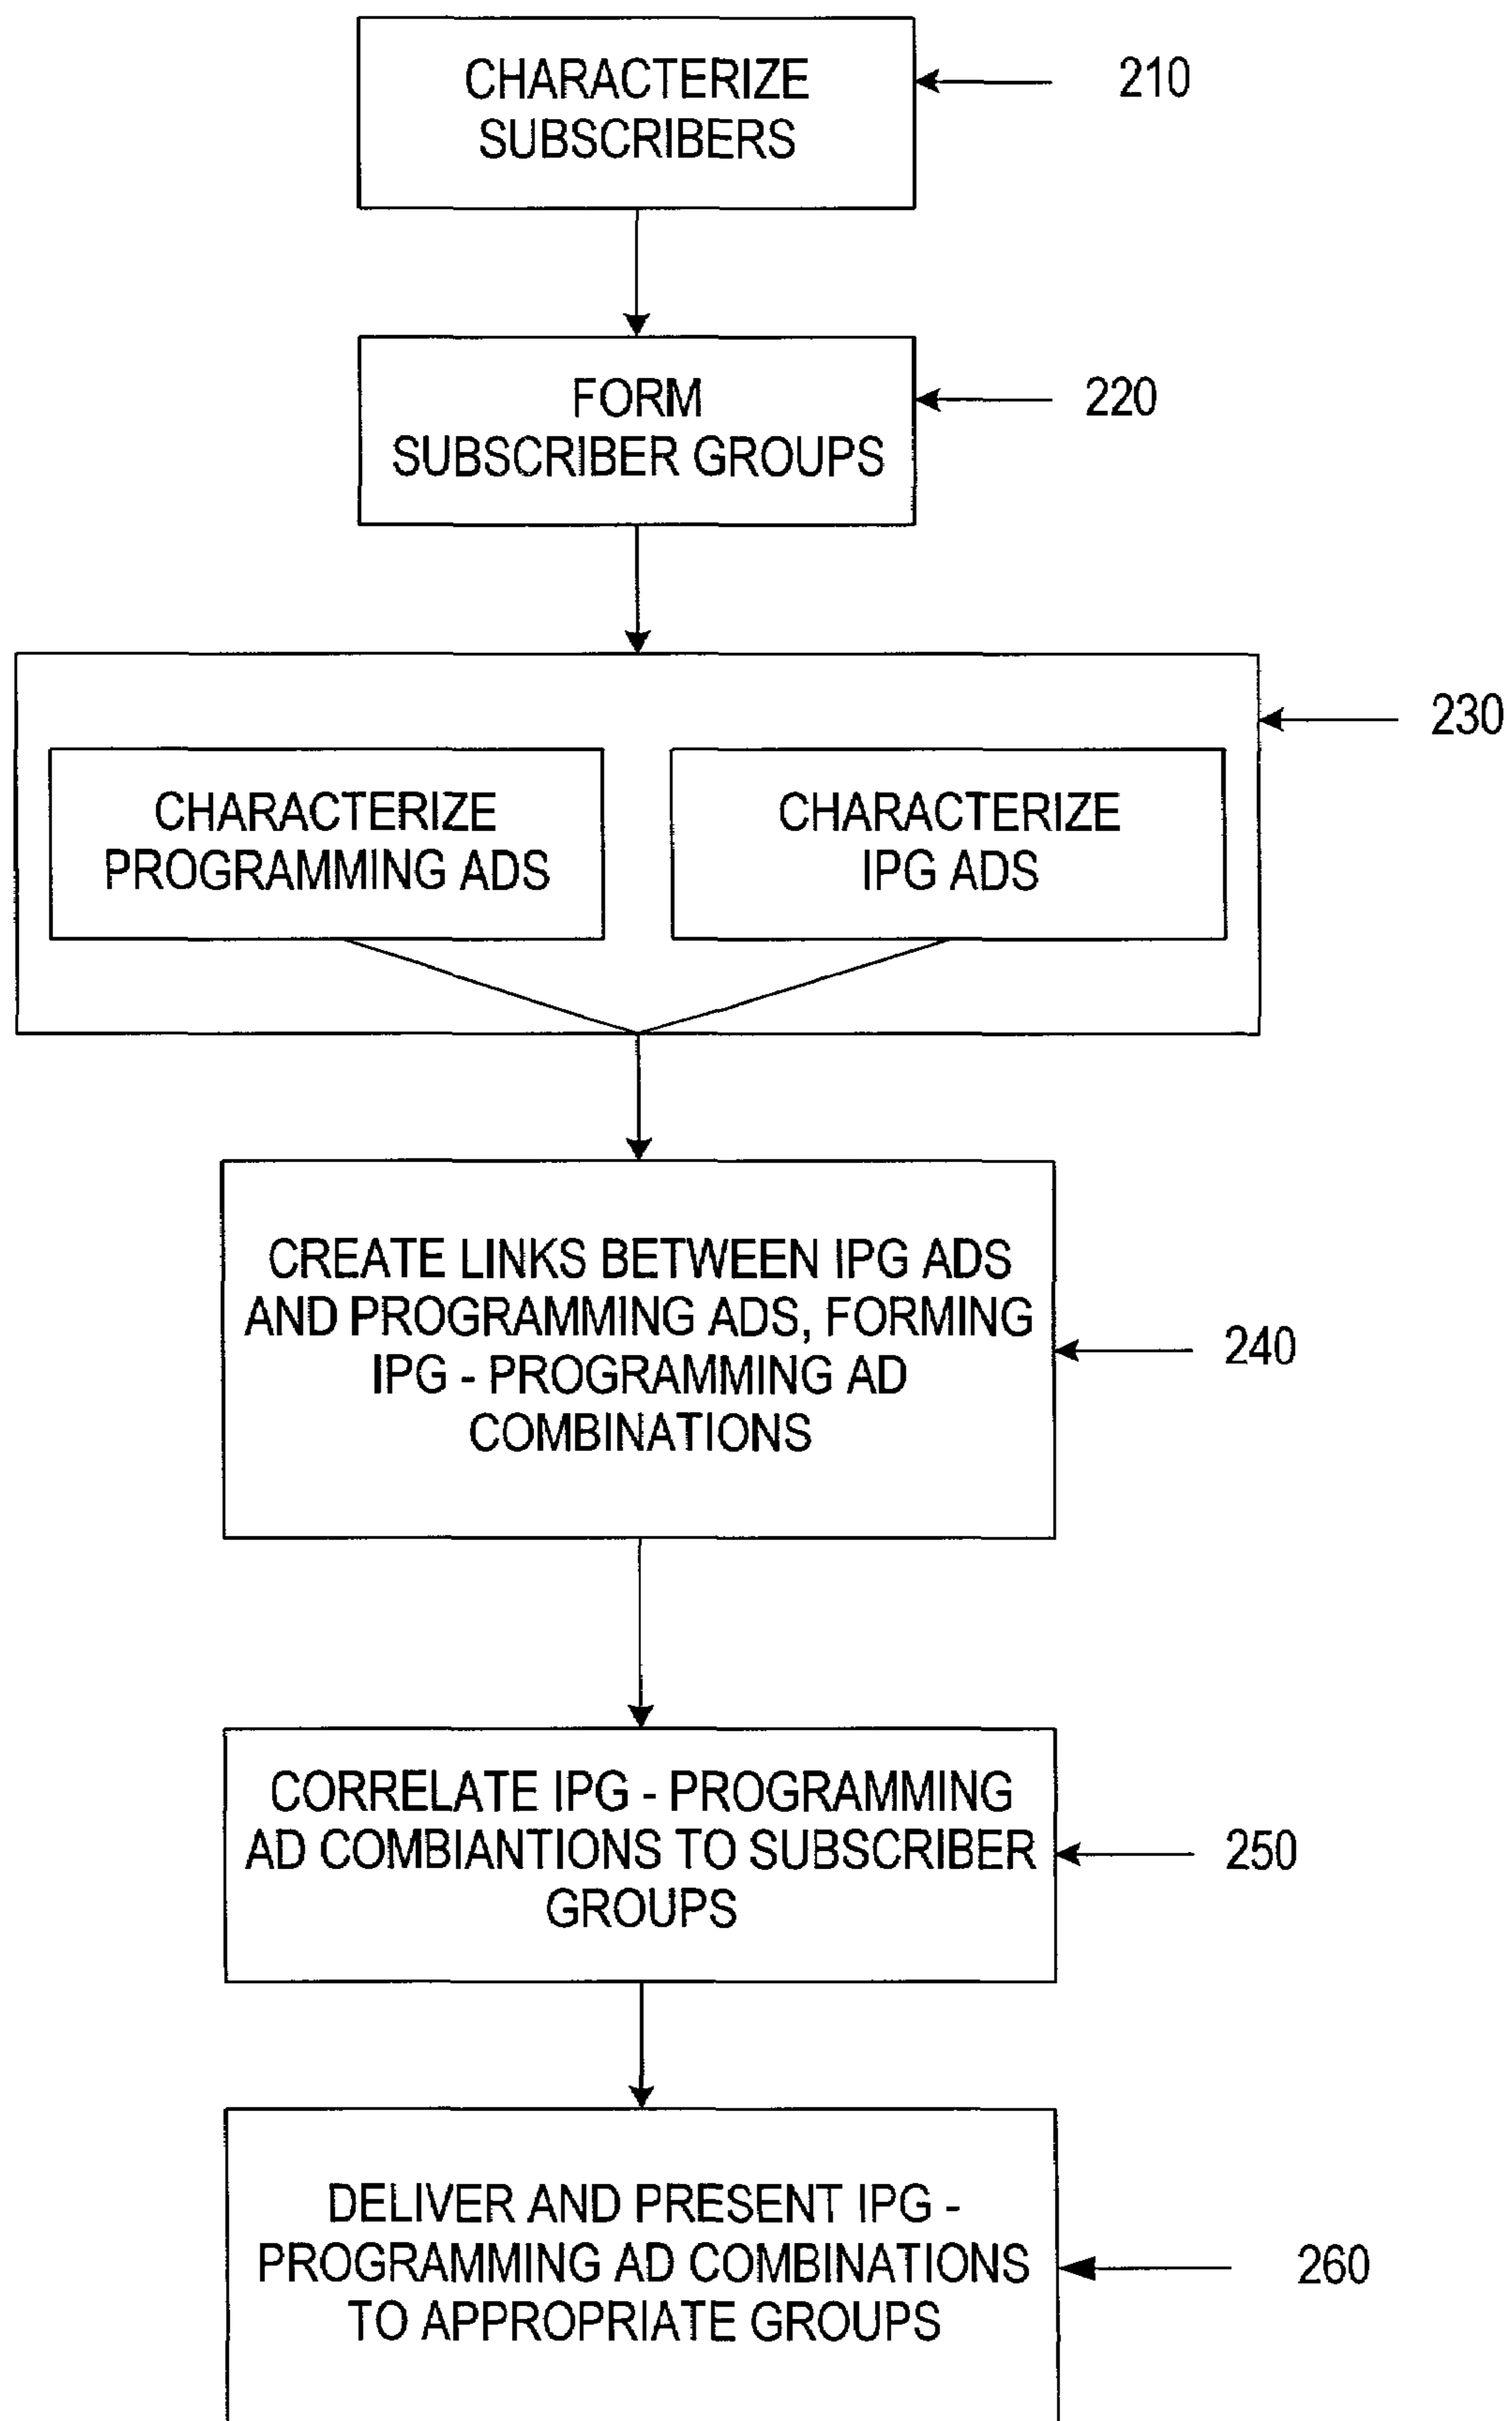 CHARACTERIZE
SUBSCRIBERS
210
FORM
SUBSCRIBER GROUPS
220
230
CHARACTERIZE
PROGRAMMING ADS
CHARACTERIZE
IPG ADS
CREATE LINKS BETWEEN IPG ADS
AND PROGRAMMING ADS, FORMING
IPG - PROGRAMMING AD
COMBINATIONS
240
CORRELATE IPG - PROGRAMMING
AD COMBIANTIONS TO SUBSCRIBER
GROUPS
250
DELIVER AND PRESENT IPG -
PROGRAMMING AD COMBINATIONS
TO APPROPRIATE GROUPS
260